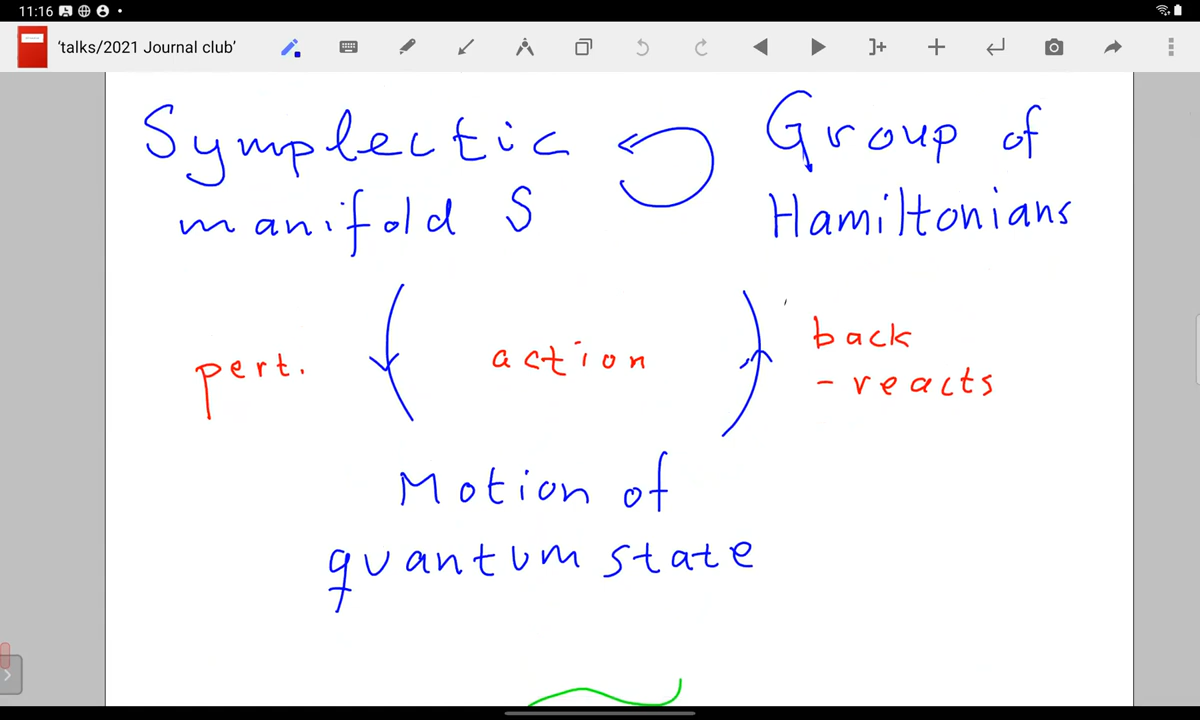 11:16
'talks/2021 Journal club'
Symplectic
manifold S
Group of
Hamiltonians
pert.
action
back
- reacts
Motion of
quantum state